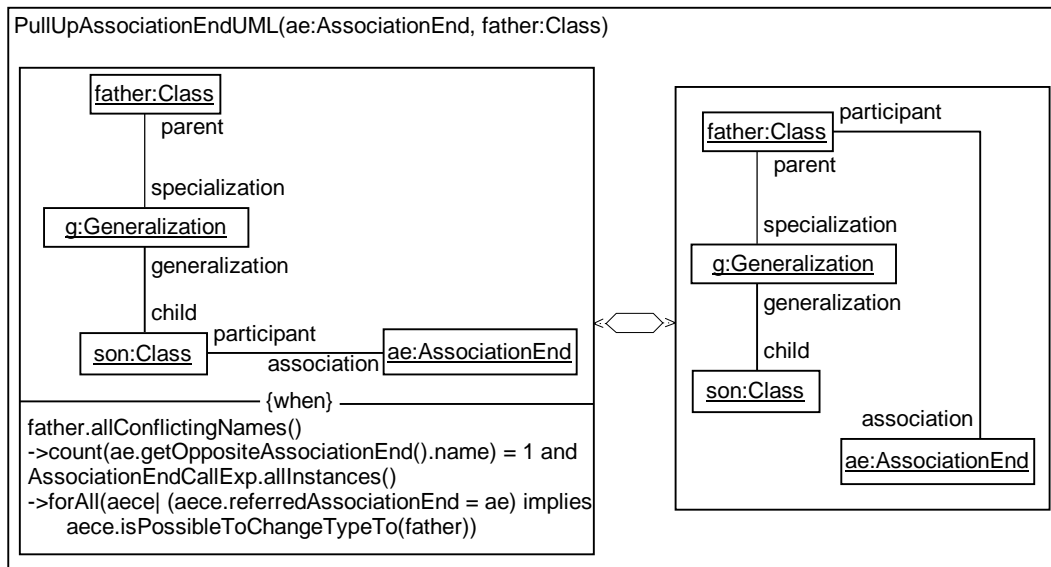 PullUpAssociationEndUML(ae:AssociationEnd, father:Class)
father:Class
parent
specialization
g:Generalization
generalization
child
son:Class
participant
association
ae:AssociationEnd
{when}
father.allConflictingNames()
->count(ae.getOppositeAssociationEnd().name) = 1 and
AssociationEndCallExp.allInstances()
->forAll(aece| (aece.referredAssociationEnd = ae) implies
aece.isPossibleToChangeTypeTo(father))
participant
father:Class
parent
specialization
g:Generalization
generalization
child
son:Class
association
ae:AssociationEnd